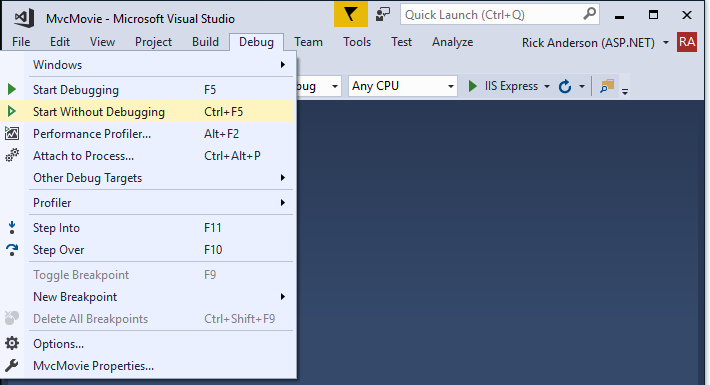 MvcMovie - Microsoft Visual Studio
Quick Launch (Ctrl+Q)
File Edit View Project Build Debug Team Tools Test Analyze Rick Anderson (ASP.NET) RA
Windows
bug Any CPU IIS Express
Start Debugging F5
Start Without Debugging Ctrl+F5
Performance Profiler... Alt+F2
Attach to Process... Ctrl+Alt+P
Other Debug Targets
Profiler
Step Into F11
Step Over F10
Toggle Breakpoint F9
New Breakpoint
Delete All Breakpoints Ctrl+Shift+F9
Options...
MvcMovie Properties...